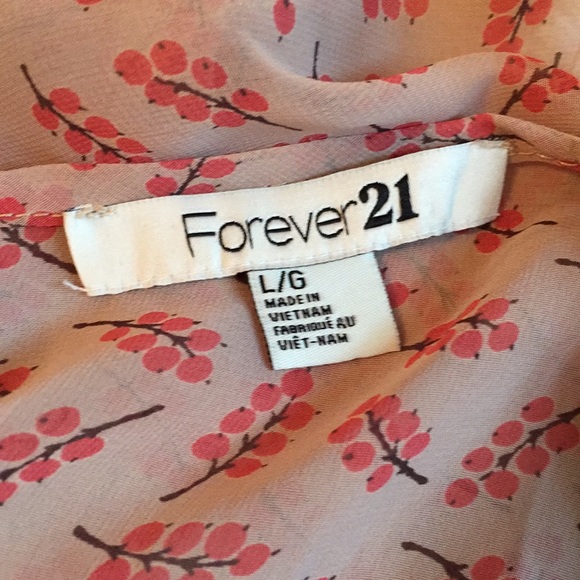 Forever21
L/G
MADE IN
VIETNAM
FABRIQUÉ AU
VIÊT-NAM